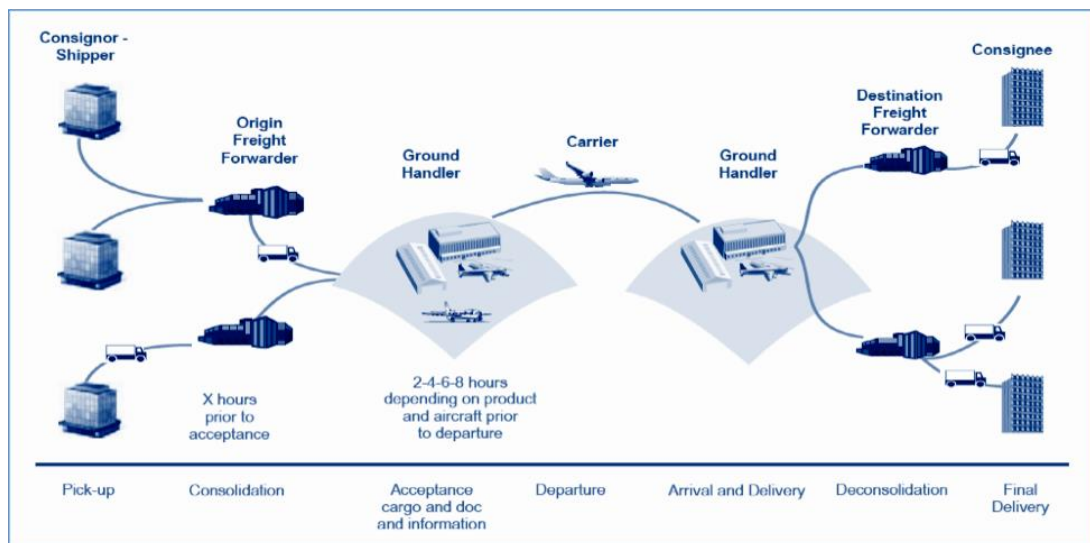 Consignor -
Shipper
Consignee
Origin
Freight
Forwarder
Destination
Freight
Forwarder
Ground
Handler
Carrier
Ground
Handler
X hours
prior to
acceptance
2-4-6-8 hours
depending on product
and aircraft prior
to departure
Pick-up
Consolidation
Acceptance
cargo and doc
and information
Departure
Arrival and Delivery
Deconsolidation
Final
Delivery